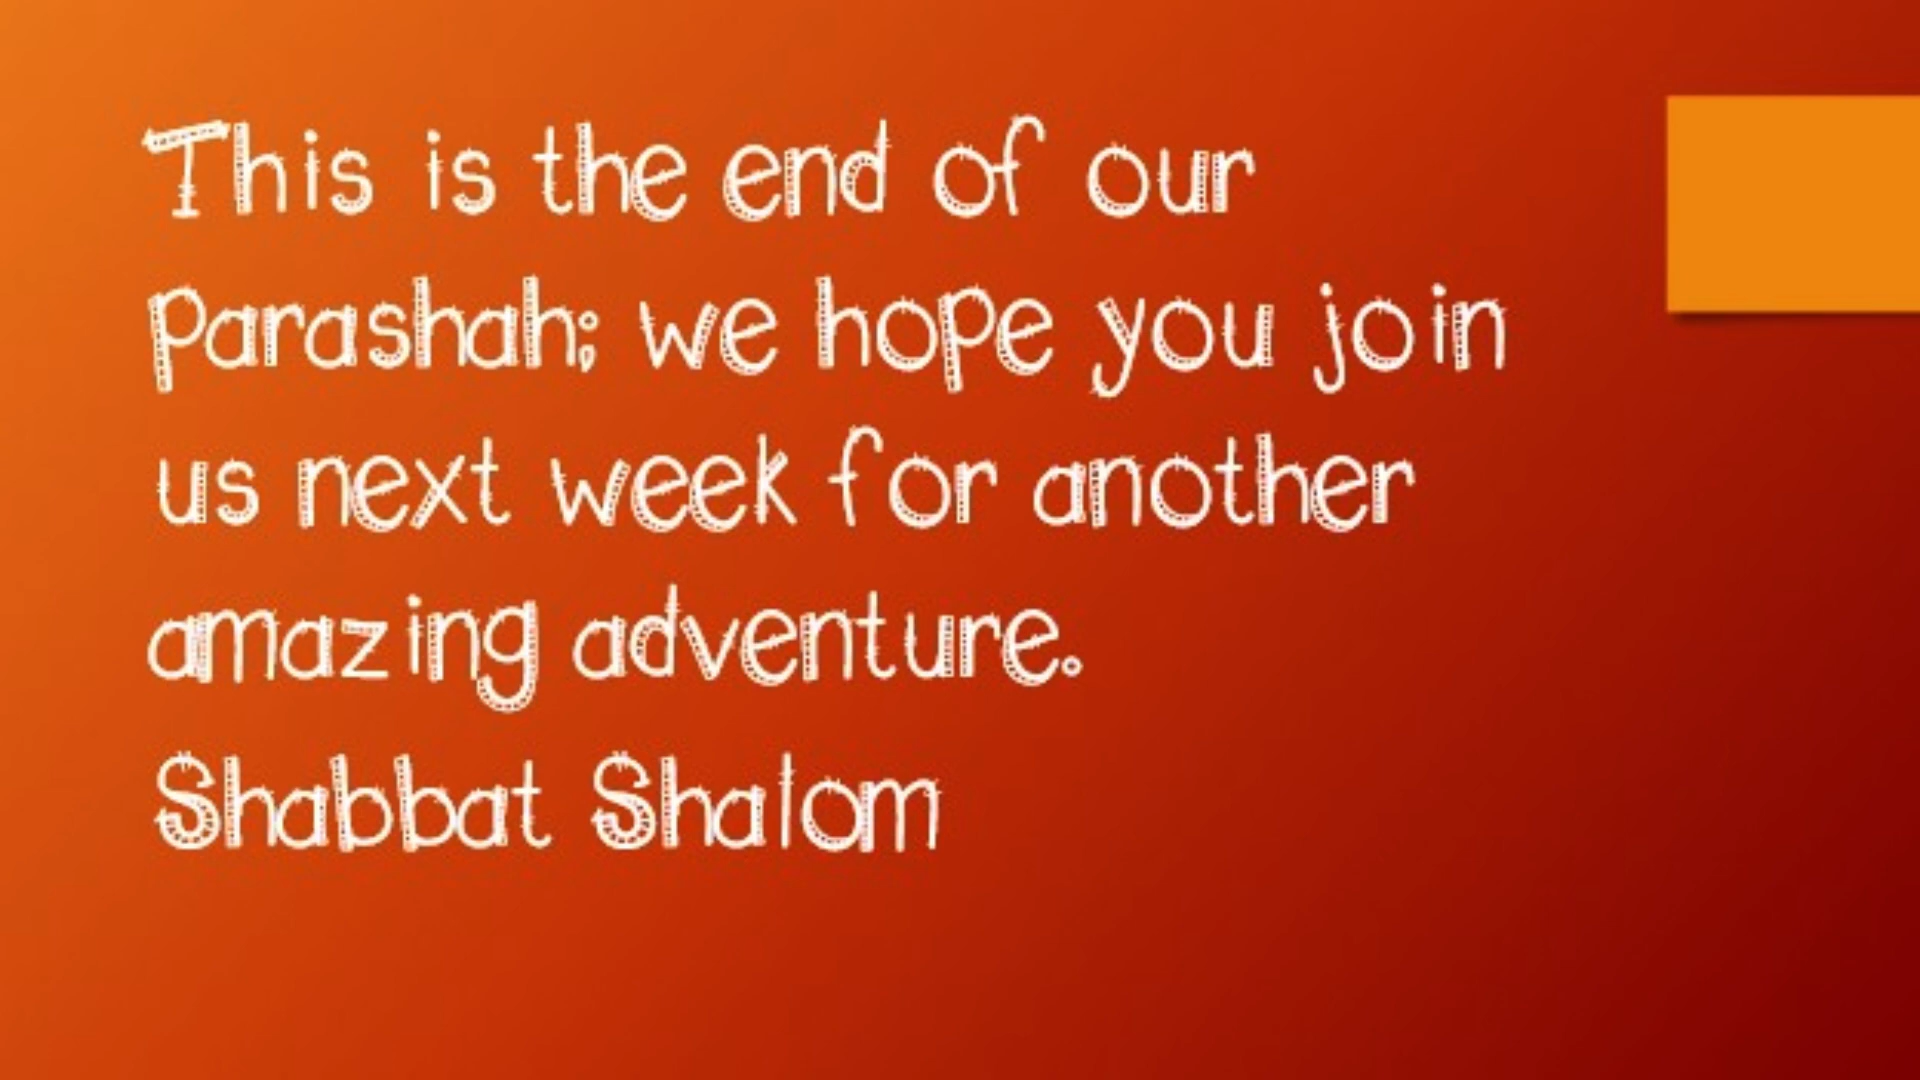 This is the end of our
parashah; we hope you join
us next week for another
amazing adventure.
Shabbat Shalom